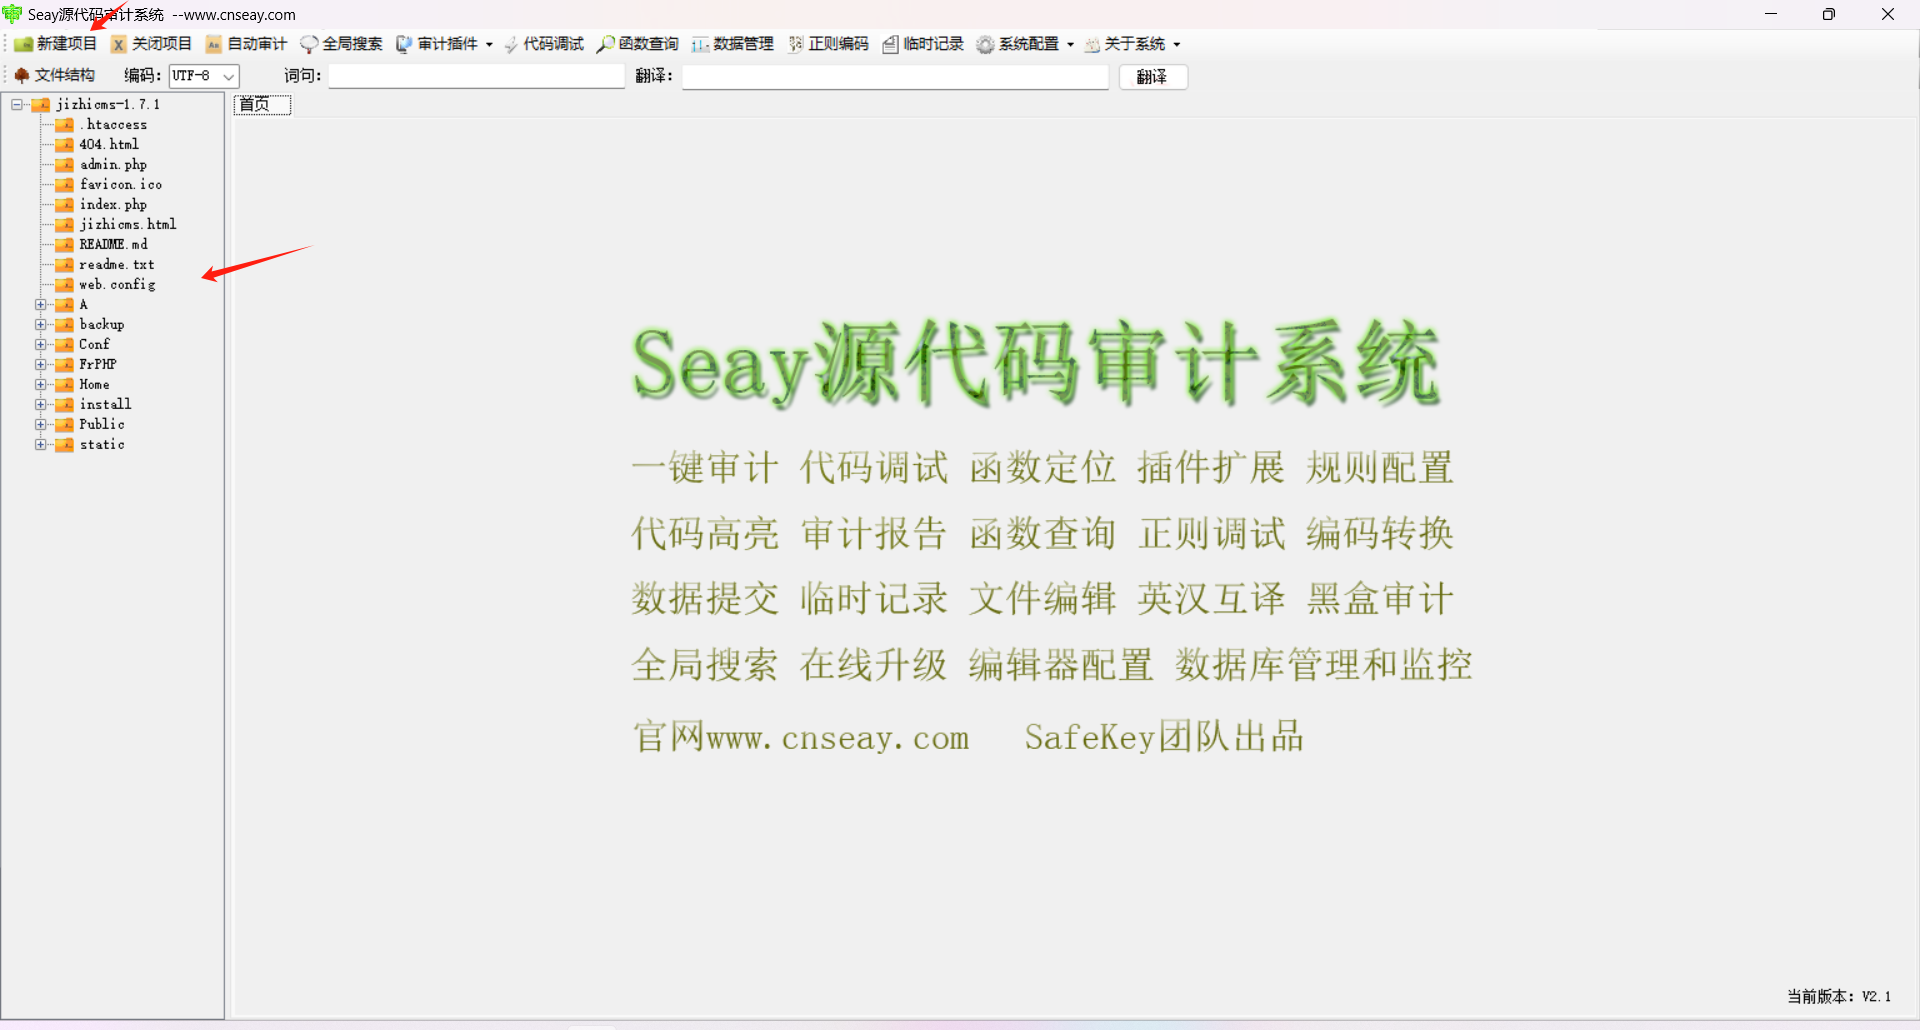 Seay源代码审计系统 --www.cnseay.com
新建项目 关闭项目 自动审计 全局搜索 审计插件 代码调试 函数查询 数据管理 正则编码 临时记录 系统配置 关于系统
文件结构 编码: UTF-8 词句: 翻译: 翻译
首页
jizhicms-1.7.1
.htaccess
404.html
admin.php
favicon.ico
index.php
jizhicms.html
README.md
readme.txt
web.config
A
backup
Conf
FrPHP
Home
install
Public
static
Seay源代码审计系统
一键审计 代码调试 函数定位 插件扩展 规则配置
代码高亮 审计报告 函数查询 正则调试 编码转换
数据提交 临时记录 文件编辑 英汉互译 黑盒审计
全局搜索 在线升级 编辑器配置 数据库管理和监控
官网www.cnseay.com SafeKey团队出品
当前版本: V2.1